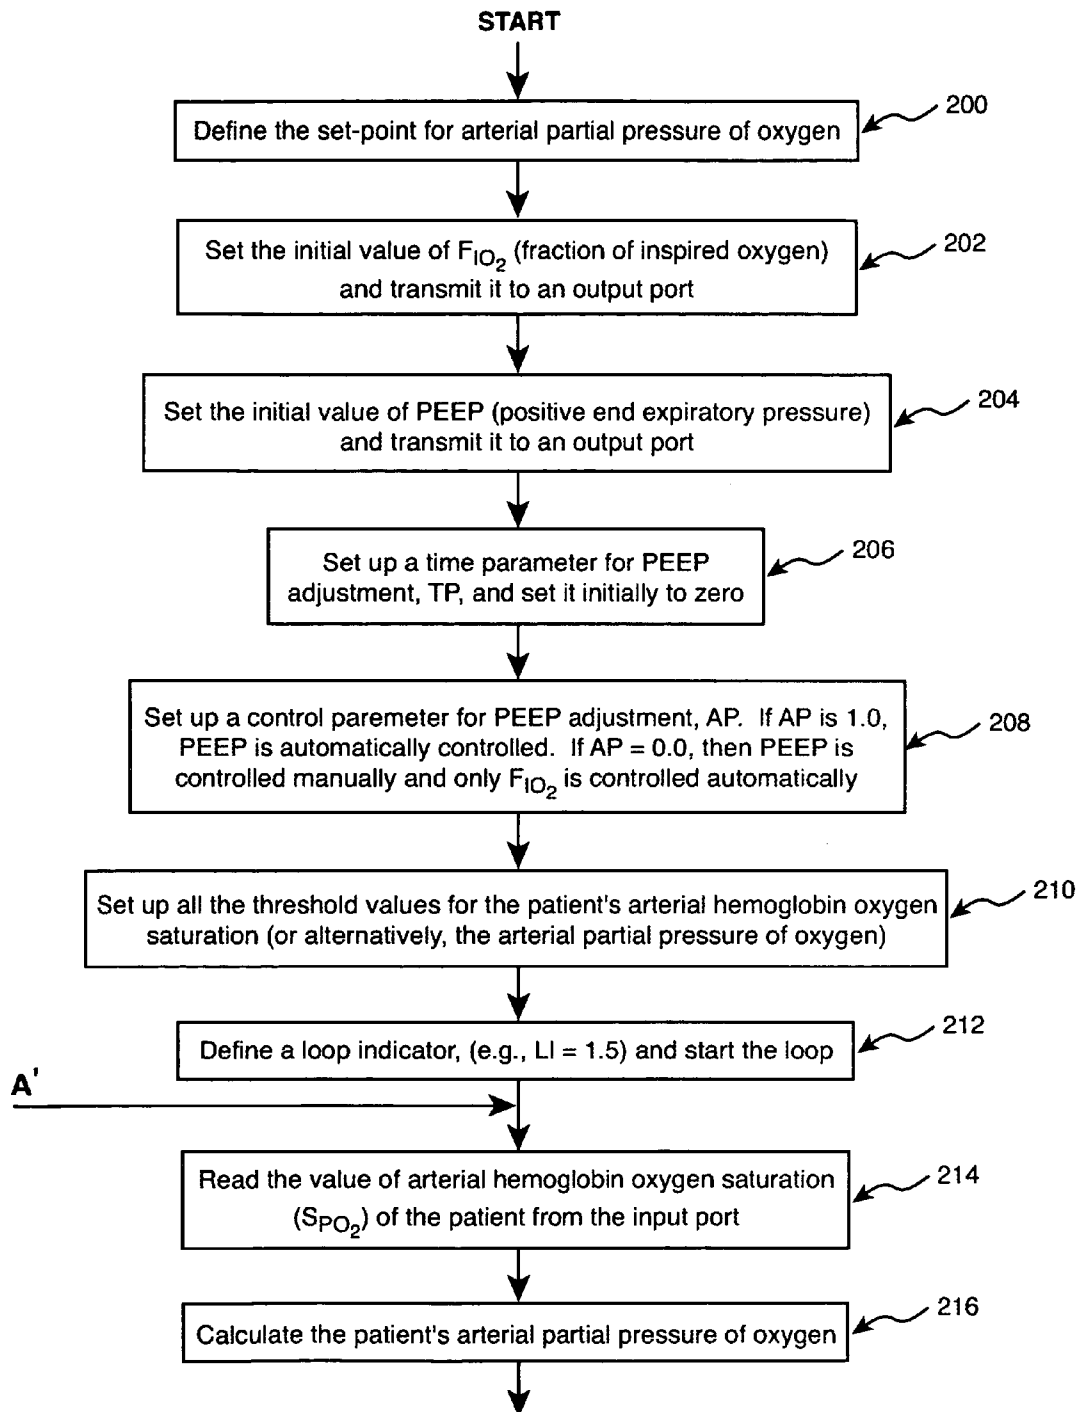 START
Define the set-point for arterial partial pressure of oxygen
200
Set the initial value of FIO2 (fraction of inspired oxygen)
and transmit it to an output port
202
Set the initial value of PEEP (positive end expiratory pressure)
and transmit it to an output port
204
Set up a time parameter for PEEP
adjustment, TP, and set it initially to zero
206
Set up a control paremeter for PEEP adjustment, AP. If AP is 1.0,
PEEP is automatically controlled. If AP = 0.0, then PEEP is
controlled manually and only FIO2 is controlled automatically
208
Set up all the threshold values for the patient's arterial hemoglobin oxygen
saturation (or alternatively, the arterial partial pressure of oxygen)
210
Define a loop indicator, (e.g., LI = 1.5) and start the loop
212
A'
Read the value of arterial hemoglobin oxygen saturation
(SPO2) of the patient from the input port
214
Calculate the patient's arterial partial pressure of oxygen
216